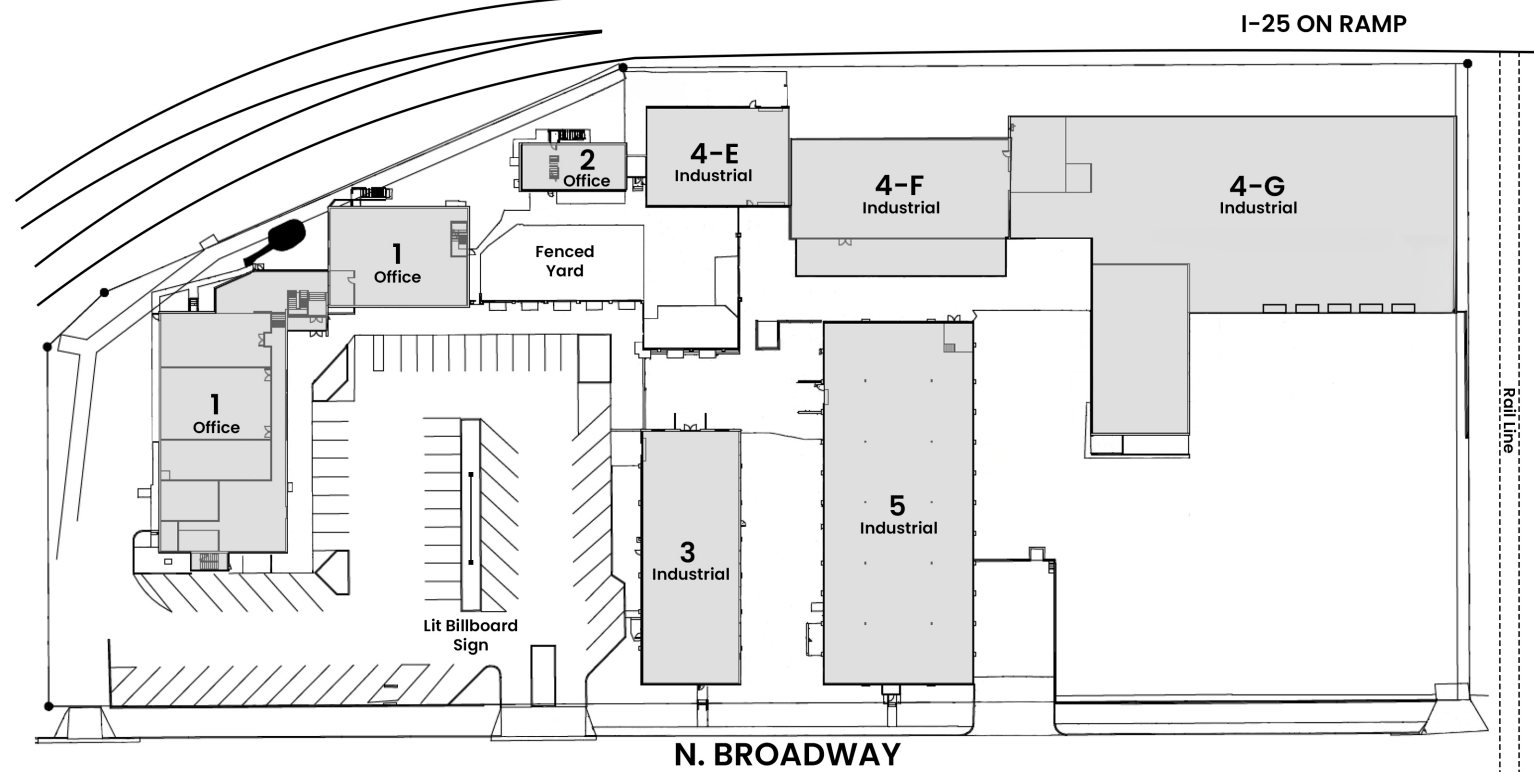 I-25 ON RAMP
2
Office
4-E
Industrial
4-F
Industrial
4-G
Industrial
1
Office
Fenced
Yard
1
Office
Rail Line
5
Industrial
3
Industrial
Lit Billboard
Sign
N. BROADWAY